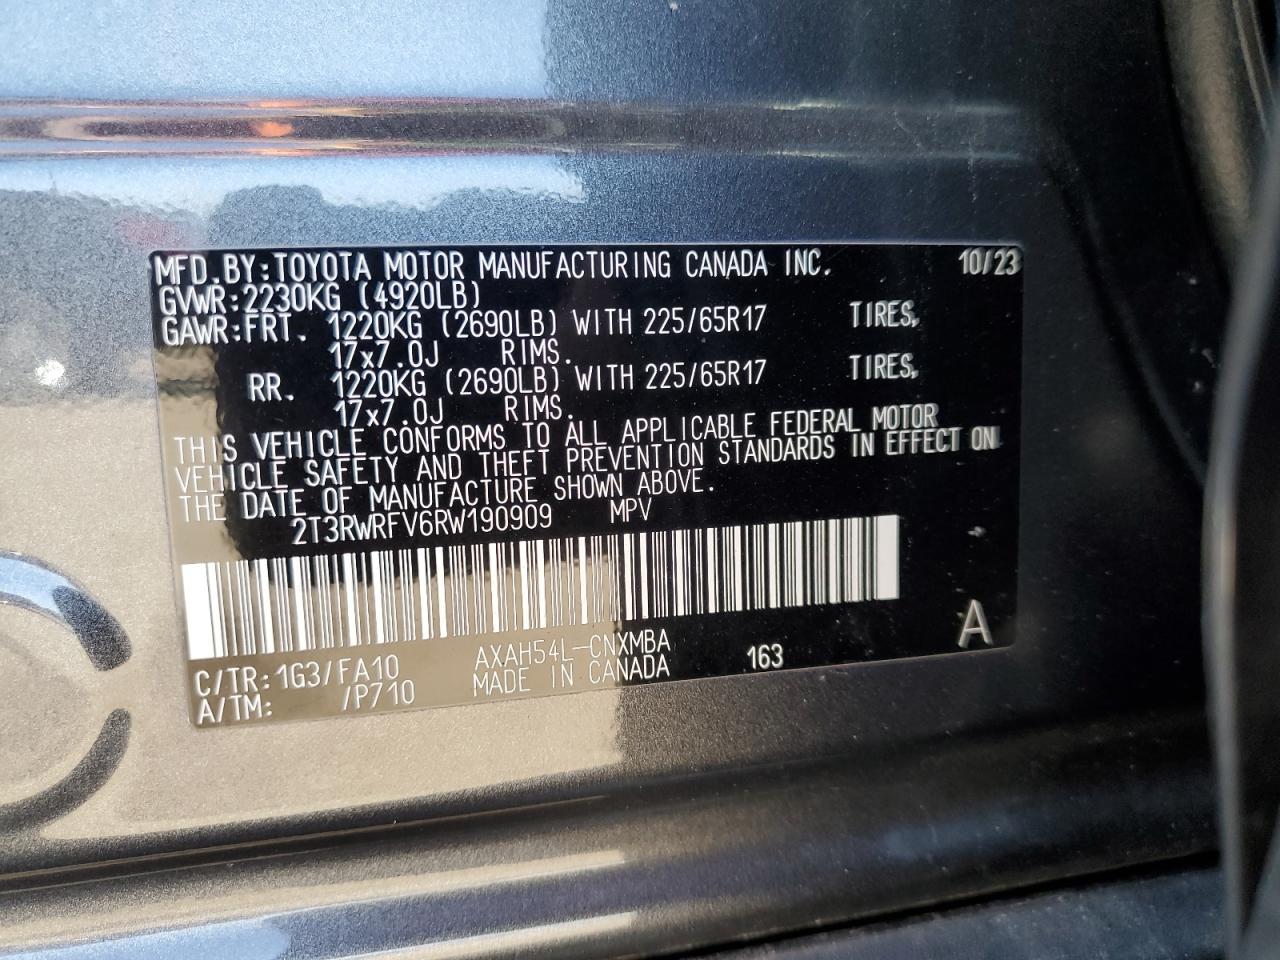 MFD.BY:TOYOTA MOTOR MANUFACTURING CANADA INC. 10/23
GVWR:2230KG (4920LB)
GAWR:FRT. 1220KG (2690LB) WITH 225/65R17 TIRES,
17x7.0J RIMS.
RR. 1220KG (2690LB) WITH 225/65R17 TIRES,
17x7.0J RIMS.
THIS VEHICLE CONFORMS TO ALL APPLICABLE FEDERAL MOTOR
VEHICLE SAFETY AND THEFT PREVENTION STANDARDS IN EFFECT ON
THE DATE OF MANUFACTURE SHOWN ABOVE.
2T3RWRFV6RW190909 MPV
C/TR:1G3/FA10 AXAH54L-CNXMBA 163 A
A/TM: /P710 MADE IN CANADA